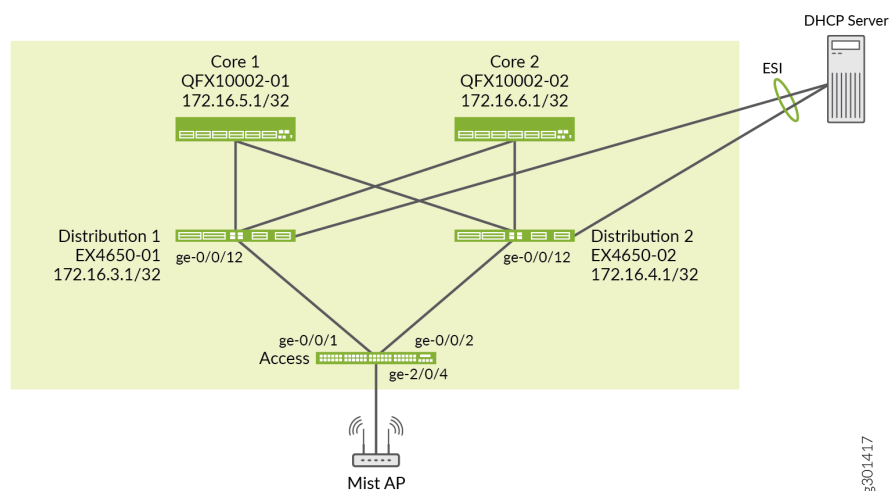 DHCP Server
Core 1
QFX10002-01
172.16.5.1/32
Core 2
QFX10002-02
172.16.6.1/32
ESI
Distribution 1
EX4650-01
172.16.3.1/32
ge-0/0/12
ge-0/0/12
Distribution 2
EX4650-02
172.16.4.1/32
ge-0/0/1
ge-0/0/2
Access
ge-2/0/4
Mist AP
g301417